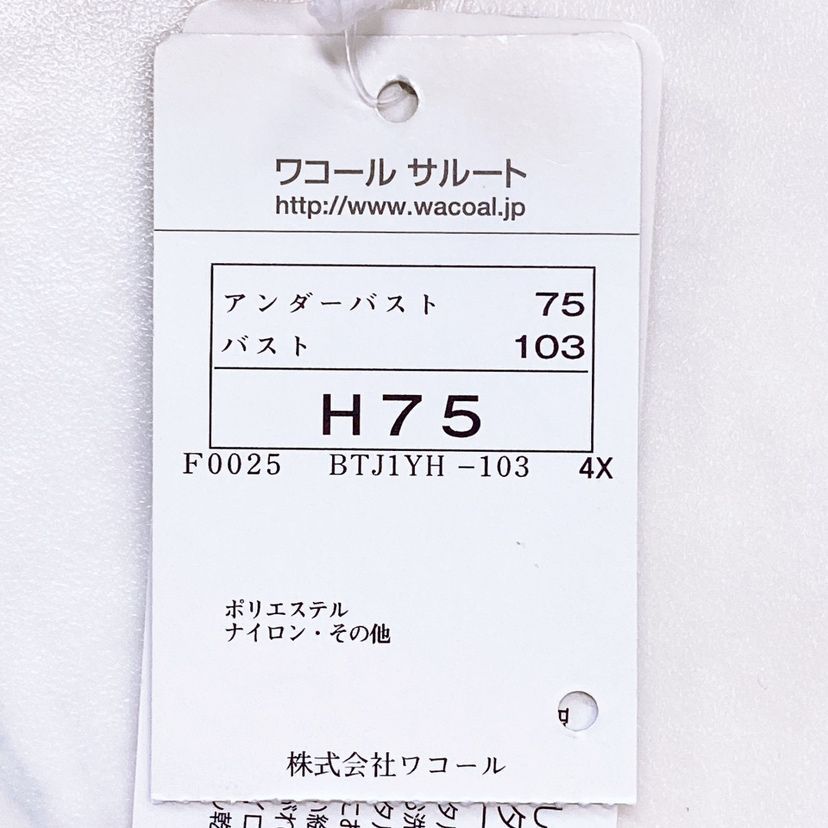 ワコール サルート
http://www.wacoal.jp
アンダーバスト 75
バスト 103
H75
F0025 BTJ1YH-103 4X
ポリエステル
ナイロン・その他
株式会社ワコール